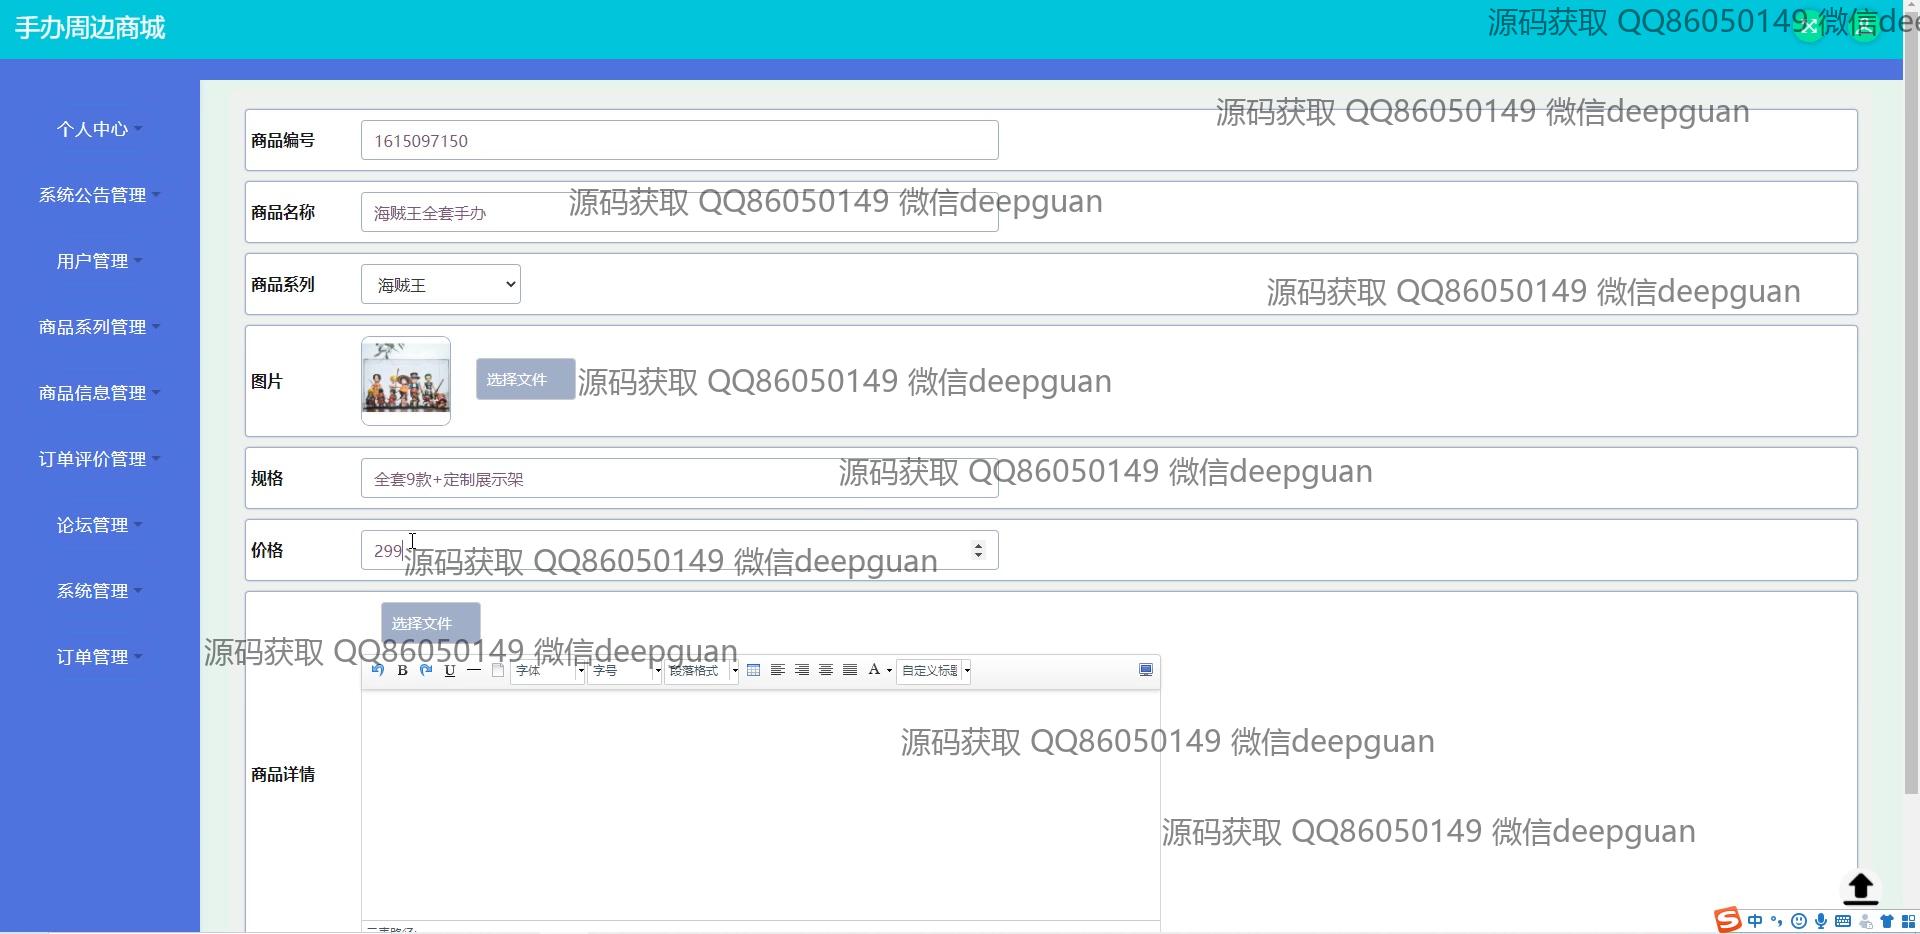 手办周边商城
源码获取 QQ86050149 微信dee
个人中心
系统公告管理
用户管理
商品系列管理
商品信息管理
订单评价管理
论坛管理
系统管理
订单管理
源码获取 QQ86050149 微信deepguan
商品编号 1615097150
源码获取 QQ86050149 微信deepguan
商品名称 海贼王全套手办
商品系列 海贼王
源码获取 QQ86050149 微信deepguan
图片 选择文件
源码获取 QQ86050149 微信deepguan
规格 全套9款+定制展示架
源码获取 QQ86050149 微信deepguan
价格 299
源码获取 QQ86050149 微信deepguan
选择文件
源码获取 QQ86050149 微信deepguan
B U 字体 字号 段落格式 A 自定义标题
源码获取 QQ86050149 微信deepguan
商品详情
源码获取 QQ86050149 微信deepguan
中